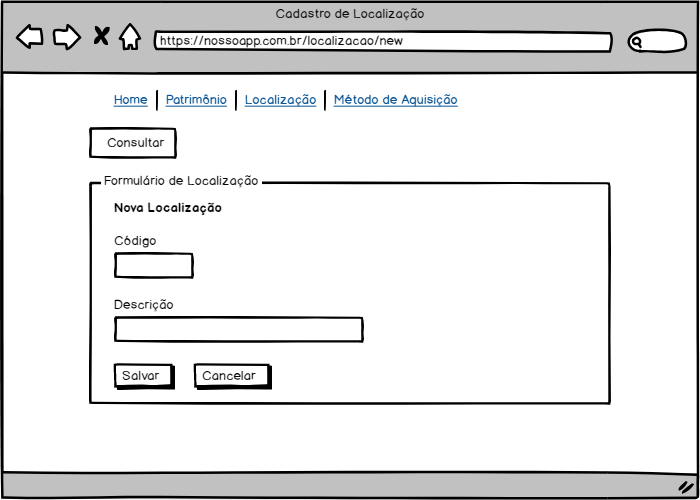 Cadastro de Localização
https://nossoapp.com.br/localizacao/new
Home | Patrimônio | Localização | Método de Aquisição
Consultar
Formulário de Localização
Nova Localização
Código
Descrição
Salvar Cancelar